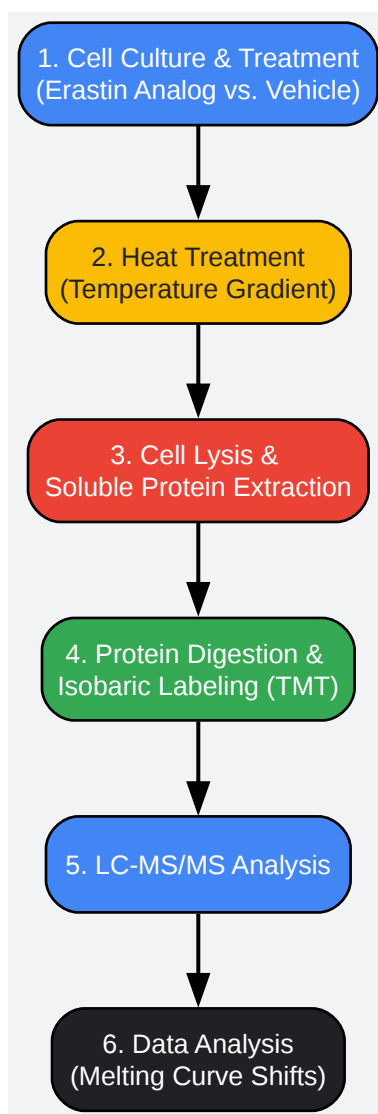 1. Cell Culture & Treatment
(Erastin Analog vs. Vehicle)
2. Heat Treatment
(Temperature Gradient)
3. Cell Lysis &
Soluble Protein Extraction
4. Protein Digestion &
Isobaric Labeling (TMT)
5. LC-MS/MS Analysis
6. Data Analysis
(Melting Curve Shifts)